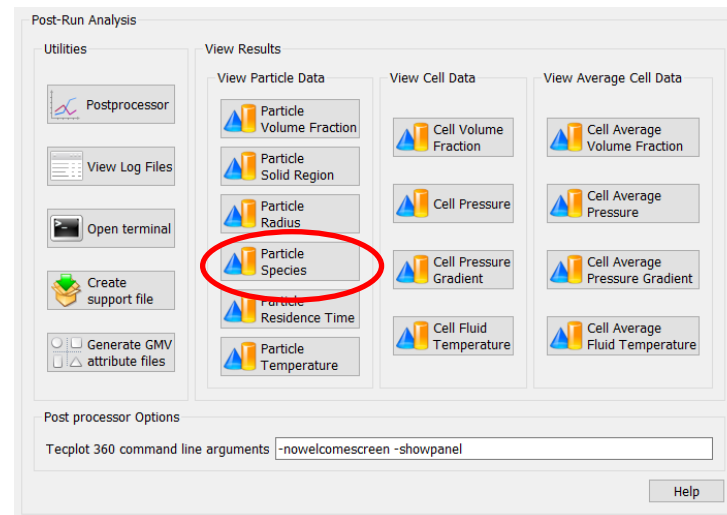 Post-Run Analysis
Utilities
Postprocessor
View Log Files
Open terminal
Create
support file
Generate GMV
attribute files
View Results
View Particle Data
Particle
Volume Fraction
Particle
Solid Region
Particle
Radius
Particle
Species
Particle
Residence Time
Particle
Temperature
View Cell Data
Cell Volume
Fraction
Cell Pressure
Cell Pressure
Gradient
Cell Fluid
Temperature
View Average Cell Data
Cell Average
Volume Fraction
Cell Average
Pressure
Cell Average
Pressure Gradient
Cell Average
Fluid Temperature
Post processor Options
Tecplot 360 command line arguments -nowelcomescreen -showpanel
Help